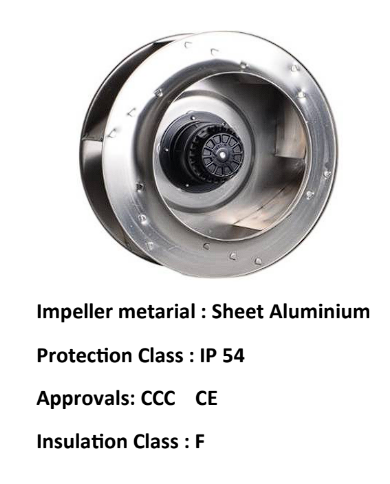 Impeller metarial : Sheet Aluminium
Protection Class : IP 54
Approvals: CCC CE
Insulation Class : F